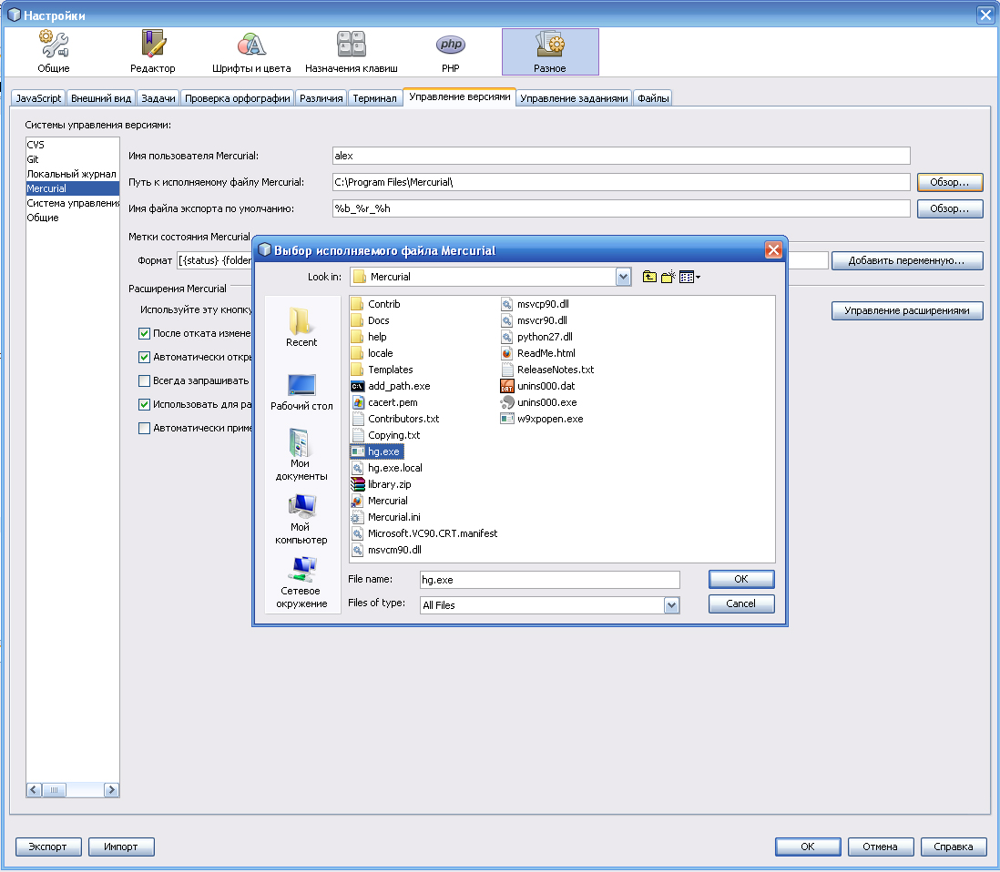 Настройки
Общие
Редактор
Шрифты и цвета
Назначения клавиш
php
PHP
Разное
JavaScript
Внешний вид
Задачи
Проверка орфографии
Различия
Терминал
Управление версиями
Управление заданиями
Файлы
Системы управления версиями:
CVS
Git
Локальный журнал
Mercurial
Система управления
Общие
Имя пользователя Mercurial:
alex
Путь к исполняемому файлу Mercurial:
C:\Program Files\Mercurial\
Обзор...
Имя файла экспорта по умолчанию:
%b_%r_%h
Обзор...
Метки состояния Mercurial
Формат
[{status} {folder
Добавить переменную...
Расширения Mercurial
Используйте эту кнопку
Управление расширениями
После отката измене
Автоматически откры
Всегда запрашивать
Использовать для ра
Автоматически приме
Выбор исполняемого файла Mercurial
Look in:
Mercurial
Recent
Рабочий стол
Мои
документы
Мой
компьютер
Сетевое
окружение
Contrib
Docs
help
locale
Templates
C:\
add_path.exe
cacert.pem
Contributors.txt
Copying.txt
hg.exe
hg.exe.local
library.zip
Mercurial
Mercurial.ini
Microsoft.VC90.CRT.manifest
msvcm90.dll
msvcp90.dll
msvcr90.dll
python27.dll
ReadMe.html
ReleaseNotes.txt
DAT
unins000.dat
unins000.exe
w9xpopen.exe
File name:
hg.exe
OK
Files of type:
All Files
Cancel
Экспорт
Импорт
OK
Отмена
Справка